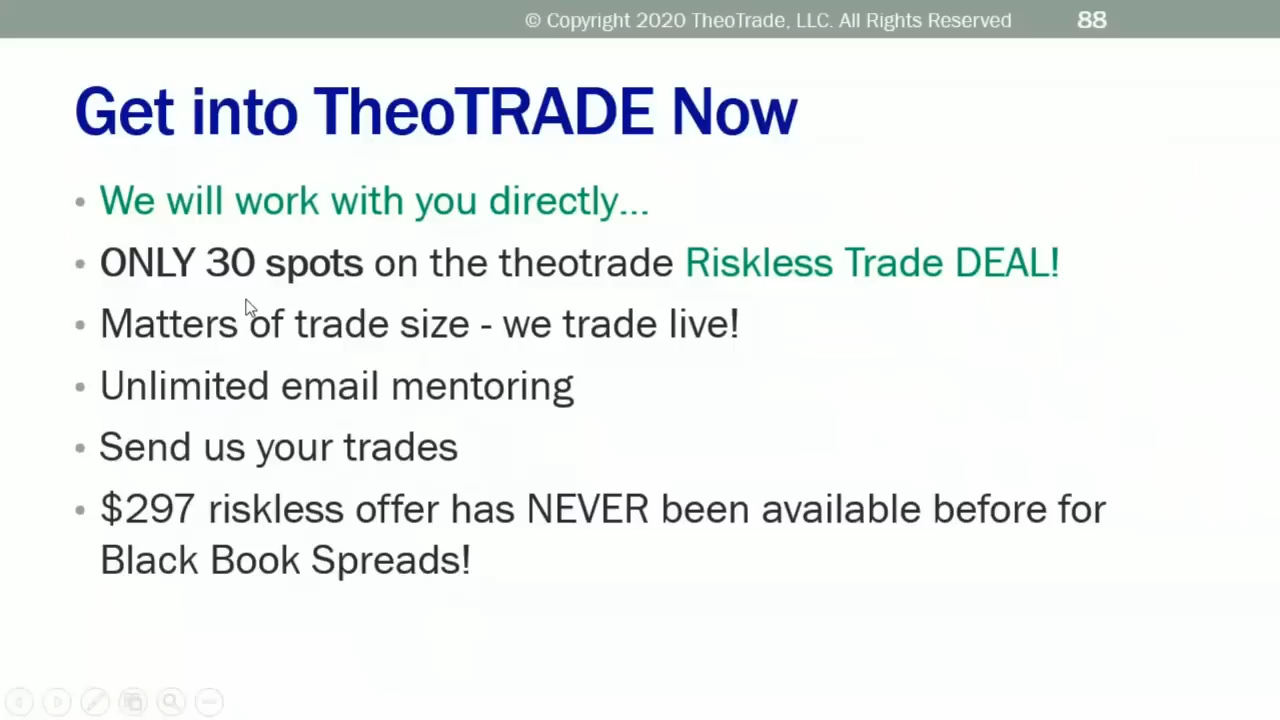 © Copyright 2020 TheoTrade, LLC. All Rights Reserved 88
Get into TheoTRADE Now
• We will work with you directly...
• ONLY 30 spots on the theotrade Riskless Trade DEAL!
• Matters of trade size - we trade live!
• Unlimited email mentoring
• Send us your trades
• $297 riskless offer has NEVER been available before for
Black Book Spreads!